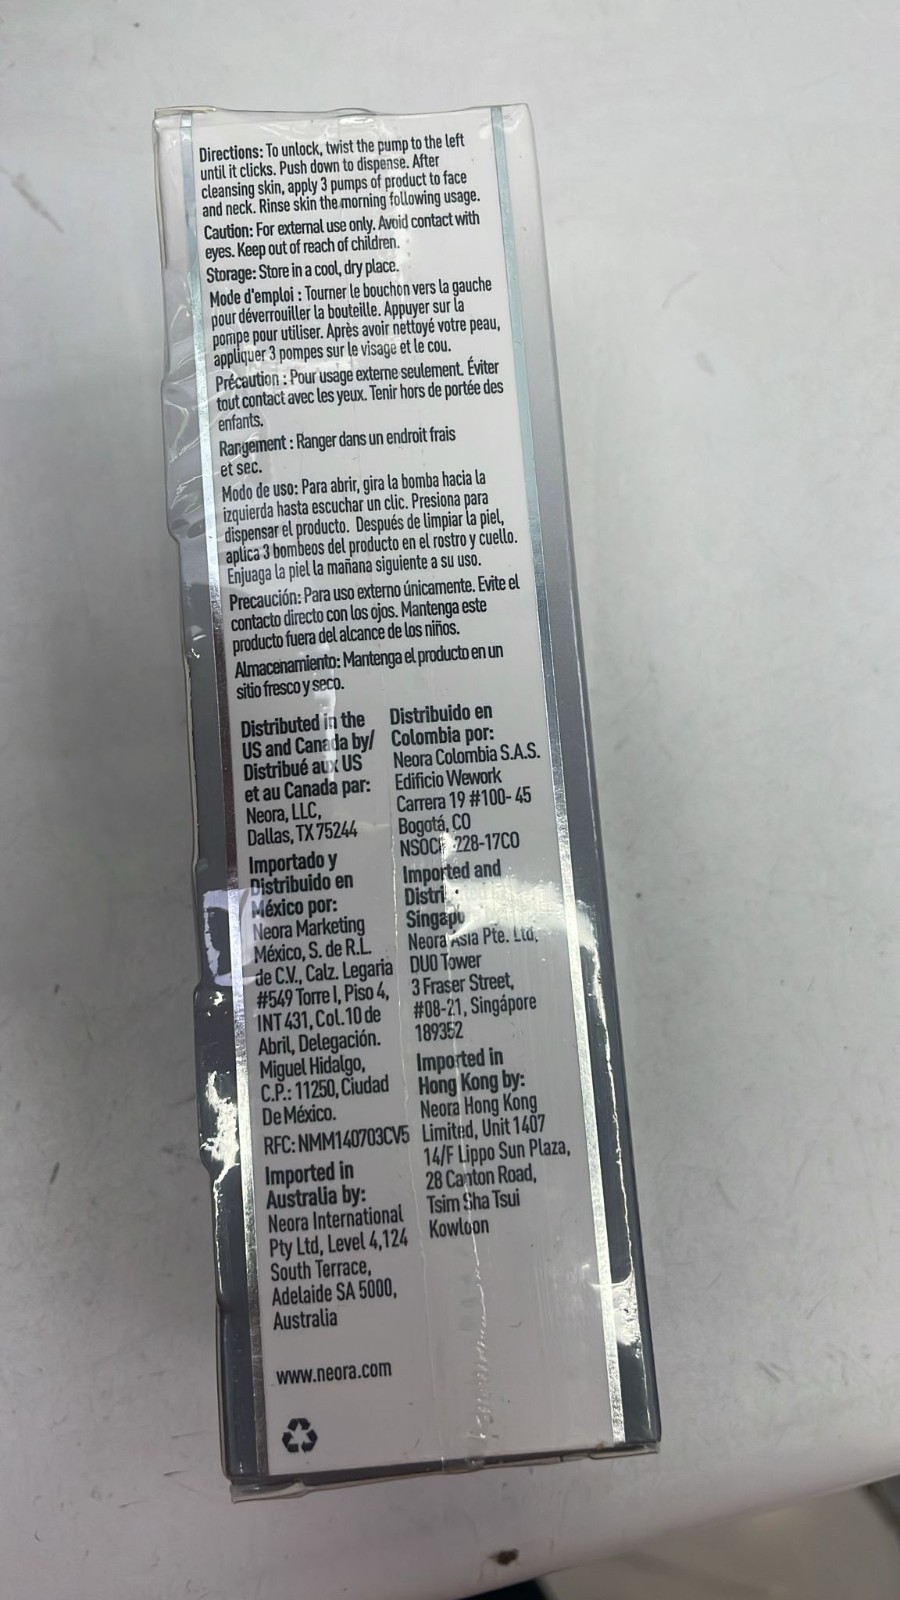 Directions: To unlock, twist the pump to the left
until it clicks. Push down to dispense. After
cleansing skin, apply 3 pumps of product to face
and neck. Rinse skin the morning following usage.
Caution: For external use only. Avoid contact with
eyes. Keep out of reach of children.
Storage: Store in a cool, dry place.
Mode d'emploi : Tourner le bouchon vers la gauche
pour déverrouiller la bouteille. Appuyer sur la
pompe pour utiliser. Après avoir nettoyé votre peau,
appliquer 3 pompes sur le visage et le cou.
Précaution : Pour usage externe seulement. Éviter
tout contact avec les yeux. Tenir hors de portée des
enfants.
Rangement : Ranger dans un endroit frais
et sec.
Modo de uso: Para abrir, gira la bomba hacia la
izquierda hasta escuchar un clic. Presiona para
dispensar el producto. Después de limpiar la piel,
aplica 3 bombeos del producto en el rostro y cuello.
Enjuaga la piel la mañana siguiente a su uso.
Precaución: Para uso externo únicamente. Evite el
contacto directo con los ojos. Mantenga este
producto fuera del alcance de los niños.
Almacenamiento: Mantenga el producto en un
sitio fresco y seco.
Distributed in the
US and Canada by/
Distribué aux US
et au Canada par:
Neora, LLC,
Dallas, TX 75244
Importado y
Distribuido en
México por:
Neora Marketing
México, S. de R.L.
de C.V., Calz. Legaria
#549 Torre I, Piso 4,
INT 431, Col. 10 de
Abril, Delegación.
Miguel Hidalgo,
C.P.: 11250, Ciudad
De México.
RFC: NMM140703CV5
Imported in
Australia by:
Neora International
Pty Ltd, Level 4,124
South Terrace,
Adelaide SA 5000,
Australia
www.neora.com
Distribuido en
Colombia por:
Neora Colombia S.A.S.
Edificio Wework
Carrera 19 #100- 45
Bogotá, CO
228-17CO
Imported and
Neora Asia Pte. Ltd,
DUO Tower
3 Fraser Street,
#08-21, Singápore
189352
Imported in
Hong Kong by:
Neora Hong Kong
Limited, Unit 1407
14/F Lippo Sun Plaza,
28 Canton Road,
Tsim Sha Tsui
Kowloon